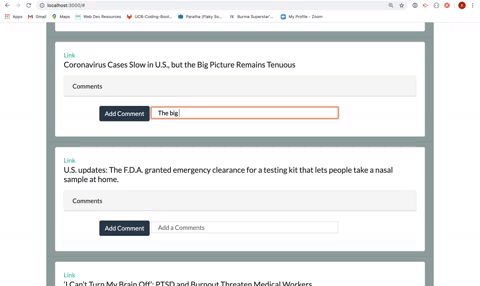 localhost:3000/#
Apps Gmail Maps Web Dev Resources UCB-Coding-Boot... Paratha (Flaky So... Burma Superstar'... My Profile - Zoom
Link
Coronavirus Cases Slow in U.S., but the Big Picture Remains Tenuous
Comments
Add Comment The big
Link
U.S. updates: The F.D.A. granted emergency clearance for a testing kit that lets people take a nasal
sample at home.
Comments
Add Comment Add a Comments
Link
'I Can't Turn My Brain Off': PTSD and Burnout Threaten Medical Workers